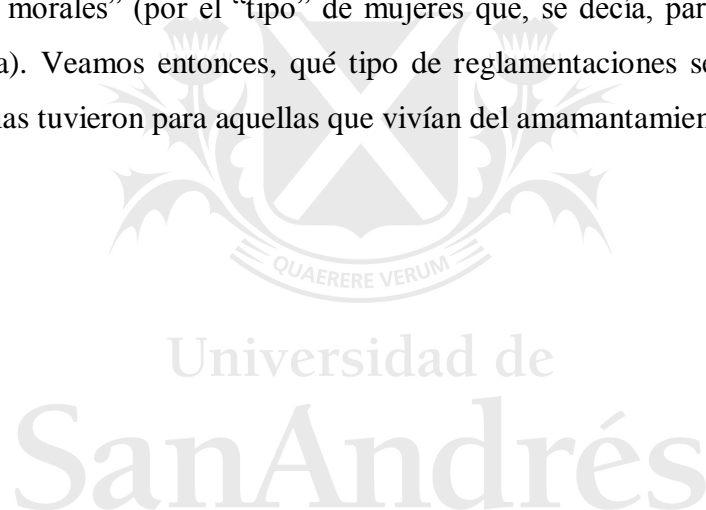 morales” (por el “tipo” de mujeres que, se decía, par
a). Veamos entonces, qué tipo de reglamentaciones se
las tuvieron para aquellas que vivían del amamantamien
QUAERERE VERUM
Universidad de
SanAndrés